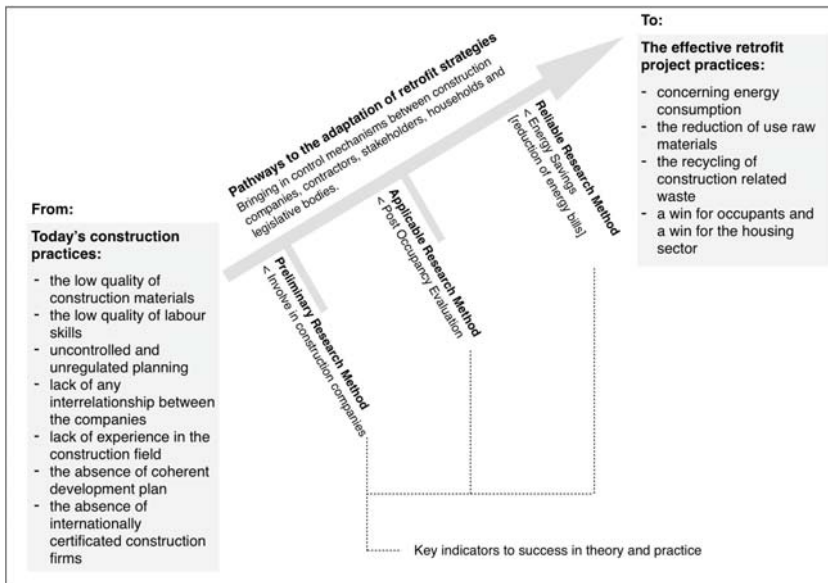 From:
Today's construction
practices:
- the low quality of
construction materials
- the low quality of labour
skills
- uncontrolled and
unregulated planning
- lack of any
interrelationship between
the companies
- lack of experience in the
construction field
- the absence of coherent
development plan
- the absence of
internationally
certificated construction
firms
Pathways to the adaptation of retrofit strategies
Bringing in control mechanisms between construction
companies, contractors, stakeholders, households and
legislative bodies.
Preliminary Research Method
< Involve in construction companies
Applicable Research Method
< Post Occupancy Evaluation
Reliable Research Method
< Energy Savings
[reduction of energy bills]
To:
The effective retrofit
project practices:
- concerning energy
consumption
- the reduction of use raw
materials
- the recycling of
construction related
waste
- a win for occupants and
a win for the housing
sector
Key indicators to success in theory and practice